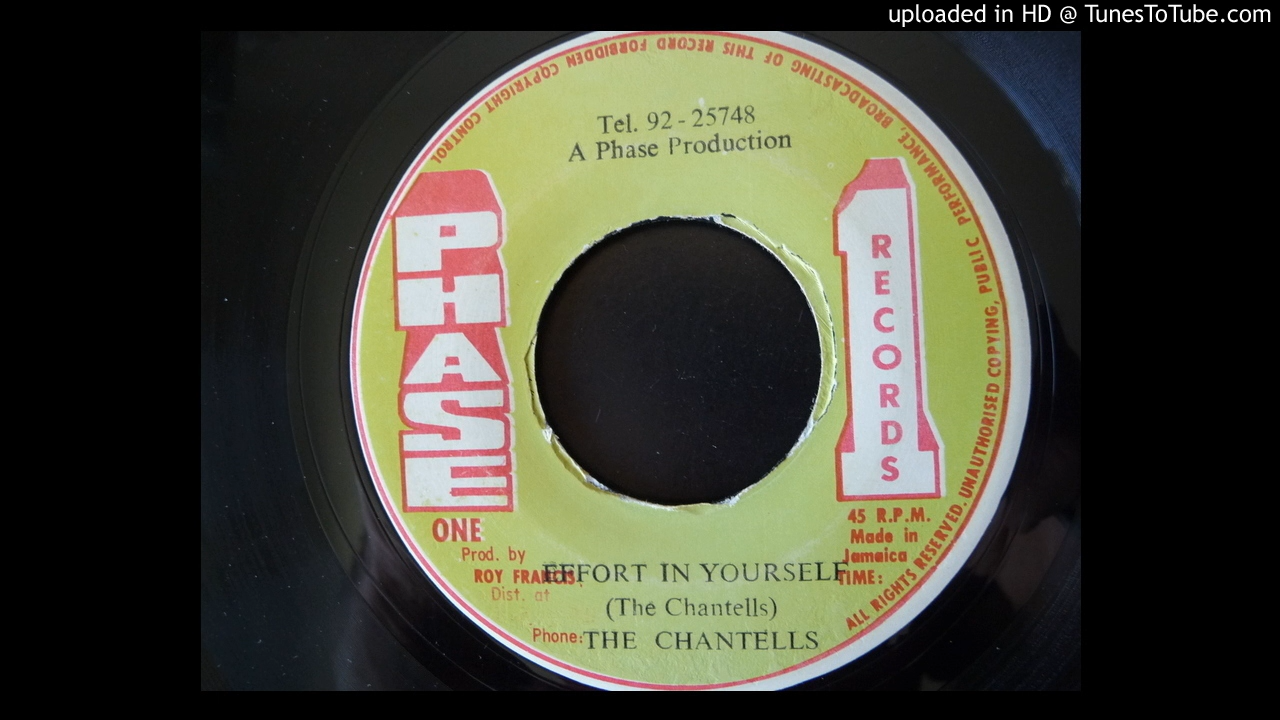 uploaded in HD @ TunesToTube.com
UNAUTHORISED COPYING, PUBLIC PERFORMANCE, BROADCASTING OF THIS RECORD FORBIDDEN COPYRIGHT CONTROL
ALL RIGHTS RESERVED.
Tel. 92-25748
A Phase Production
PHASE
ONE
1
RECORDS
Prod. by
ROY FRANCIS
Dist. at
45 R.P.M.
Made in
Jamaica
TIME:
EFFORT IN YOURSELF
(The Chantells)
Phone: THE CHANTELLS